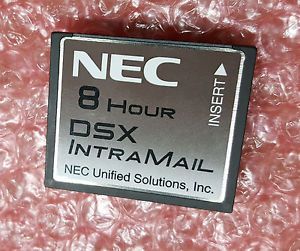 NEC
8 HOUR
DSX
INTRAMAIL
NEC Unified Solutions, Inc.
INSERT